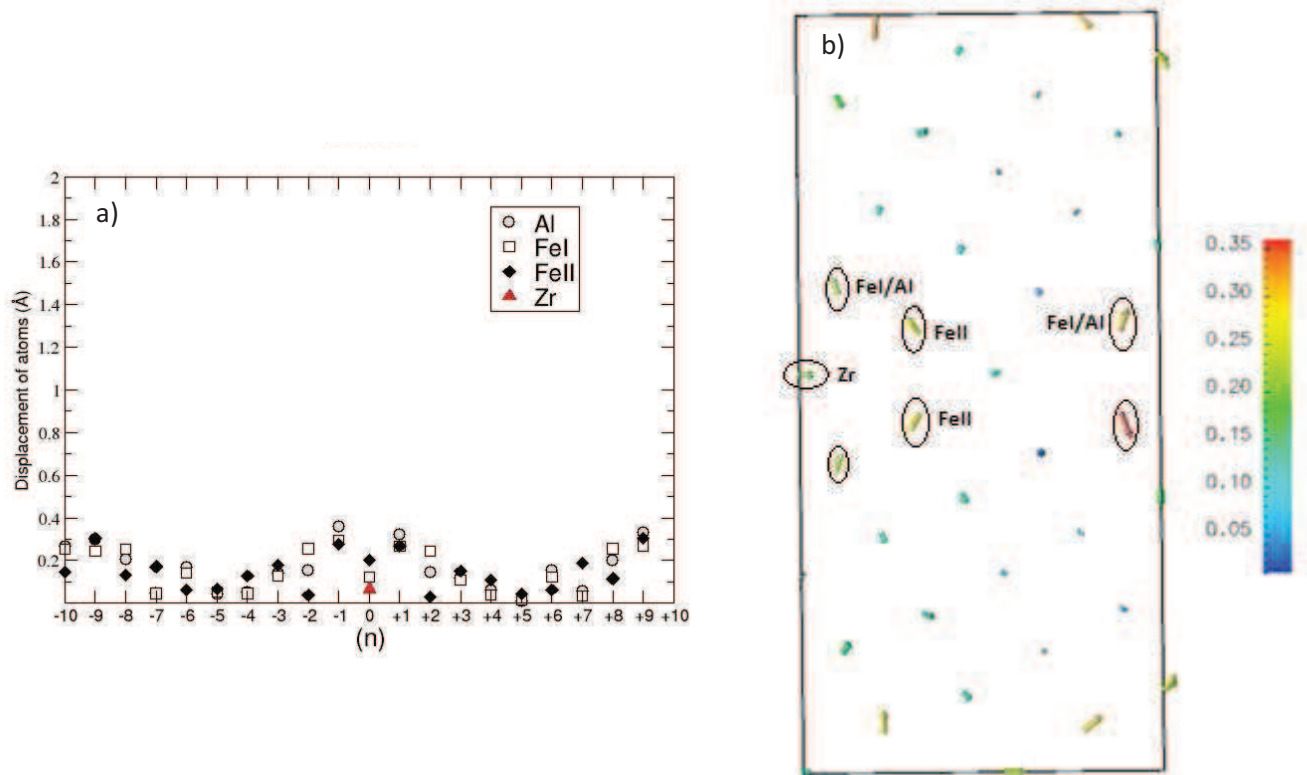 a)
Displacement of atoms (Å)
2
1.8
1.6
1.4
1.2
1
0.8
0.6
0.4
0.2
-10 -9 -8 -7 -6 -5 -4 -3 -2 -1 0 +1 +2 +3 +4 +5 +6 +7 +8 +9 +10
(n)
Al
FeI
FeII
Zr
b)
FeI/Al
FeII
FeI/Al
Zr
FeII
0.35
0.30
0.25
0.20
0.15
0.10
0.05